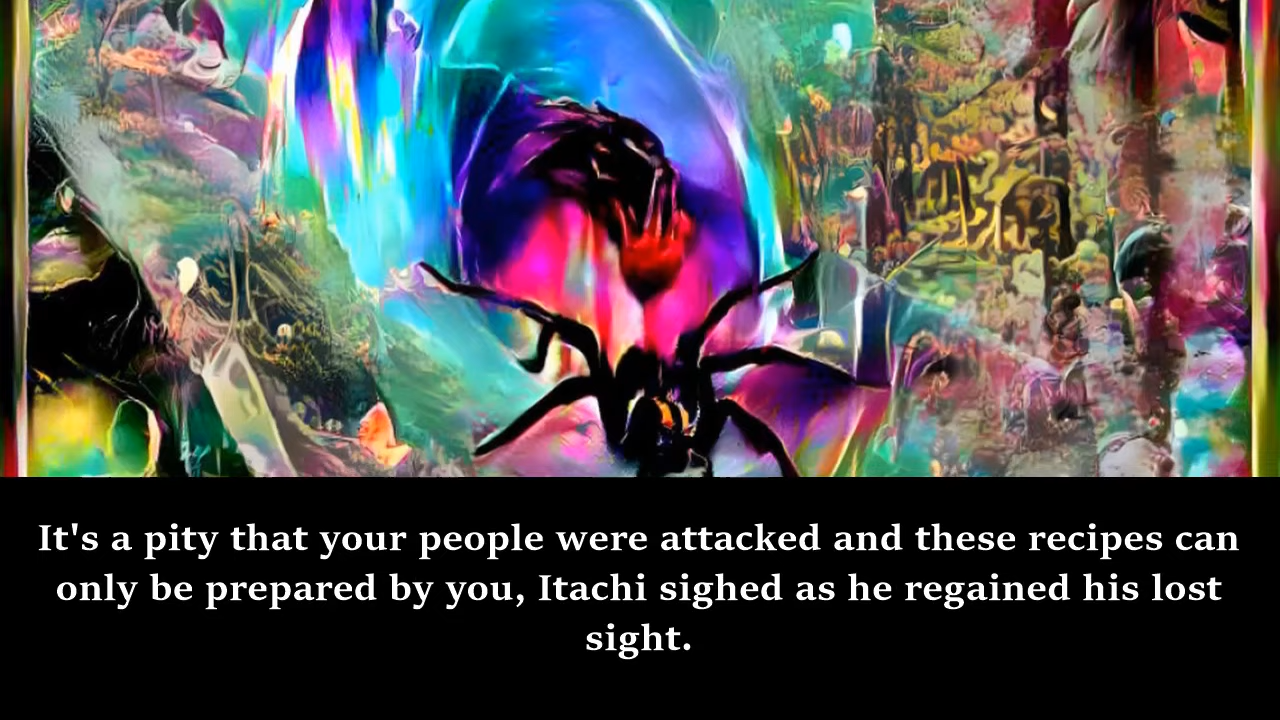 It's a pity that your people were attacked and these recipes can
only be prepared by you, Itachi sighed as he regained his lost
sight.